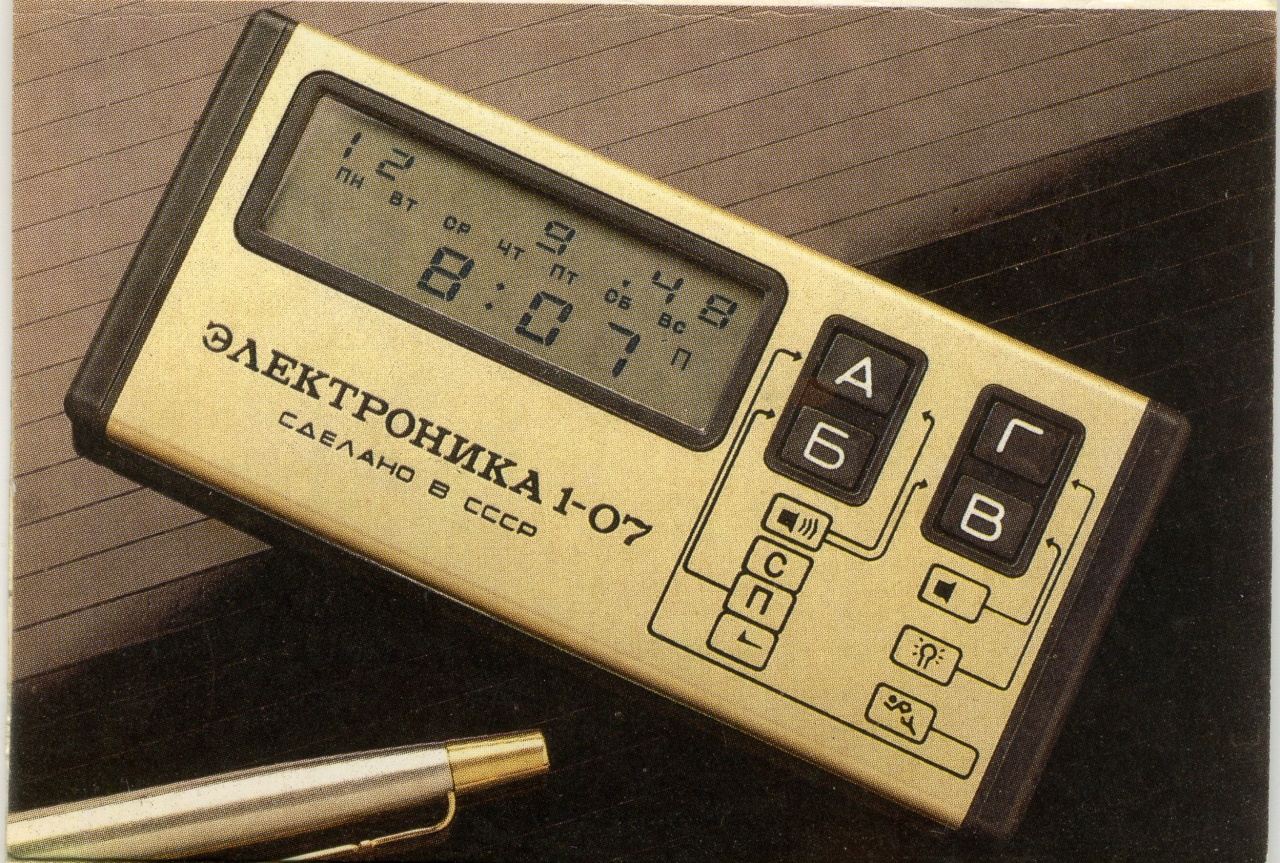 12 9 .48
ПН ВТ СР ЧТ ПТ СБ ВС
8:07 П
ЭЛЕКТРОНИКА 1-07
СДЕЛАНО В СССР
А
Б
Г
В
С
П